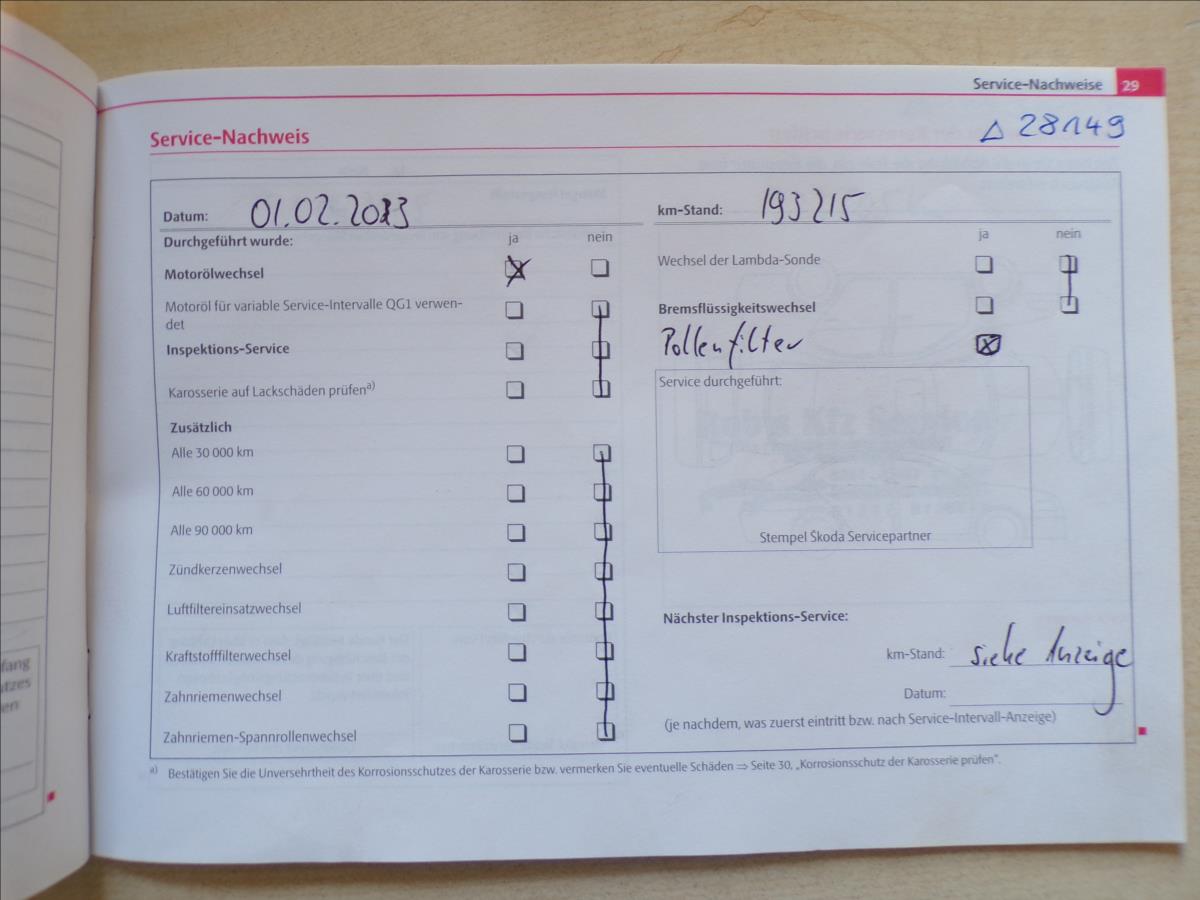 Service-Nachweise 29
Δ 28149
Service-Nachweis
Datum: 01.02.2023
km-Stand: 193215
Durchgeführt wurde: ja nein
ja nein
Motorölwechsel
Wechsel der Lambda-Sonde
Motoröl für variable Service-Intervalle QG1 verwen-
det
Bremsflüssigkeitswechsel
Inspektions-Service
Pollenfilter
Karosserie auf Lackschäden prüfen a)
Service durchgeführt:
Zusätzlich
Alle 30 000 km
Alle 60 000 km
Alle 90 000 km
Stempel Škoda Servicepartner
Zündkerzenwechsel
Luftfiltereinsatzwechsel
Kraftstofffilterwechsel
Zahnriemenwechsel
Zahnriemen-Spannrollenwechsel
Nächster Inspektions-Service:
km-Stand: siehe Anzeige
Datum:
(je nachdem, was zuerst eintritt bzw. nach Service-Intervall-Anzeige)
a) Bestätigen Sie die Unversehrtheit des Korrosionsschutzes der Karosserie bzw. vermerken Sie eventuelle Schäden ⇒ Seite 30, „Korrosionsschutz der Karosserie prüfen".
fang
utzes
en